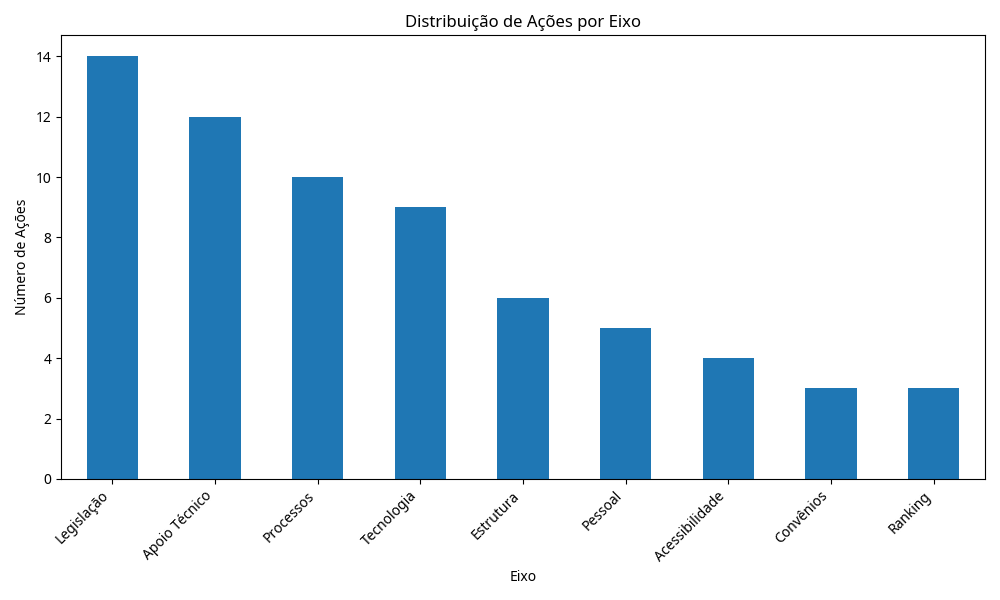 Distribuição de Ações por Eixo
Número de Ações
14
12
10
8
6
4
2
0
Legislação
Apoio Técnico
Processos
Tecnologia
Estrutura
Pessoal
Acessibilidade
Convênios
Ranking
Eixo